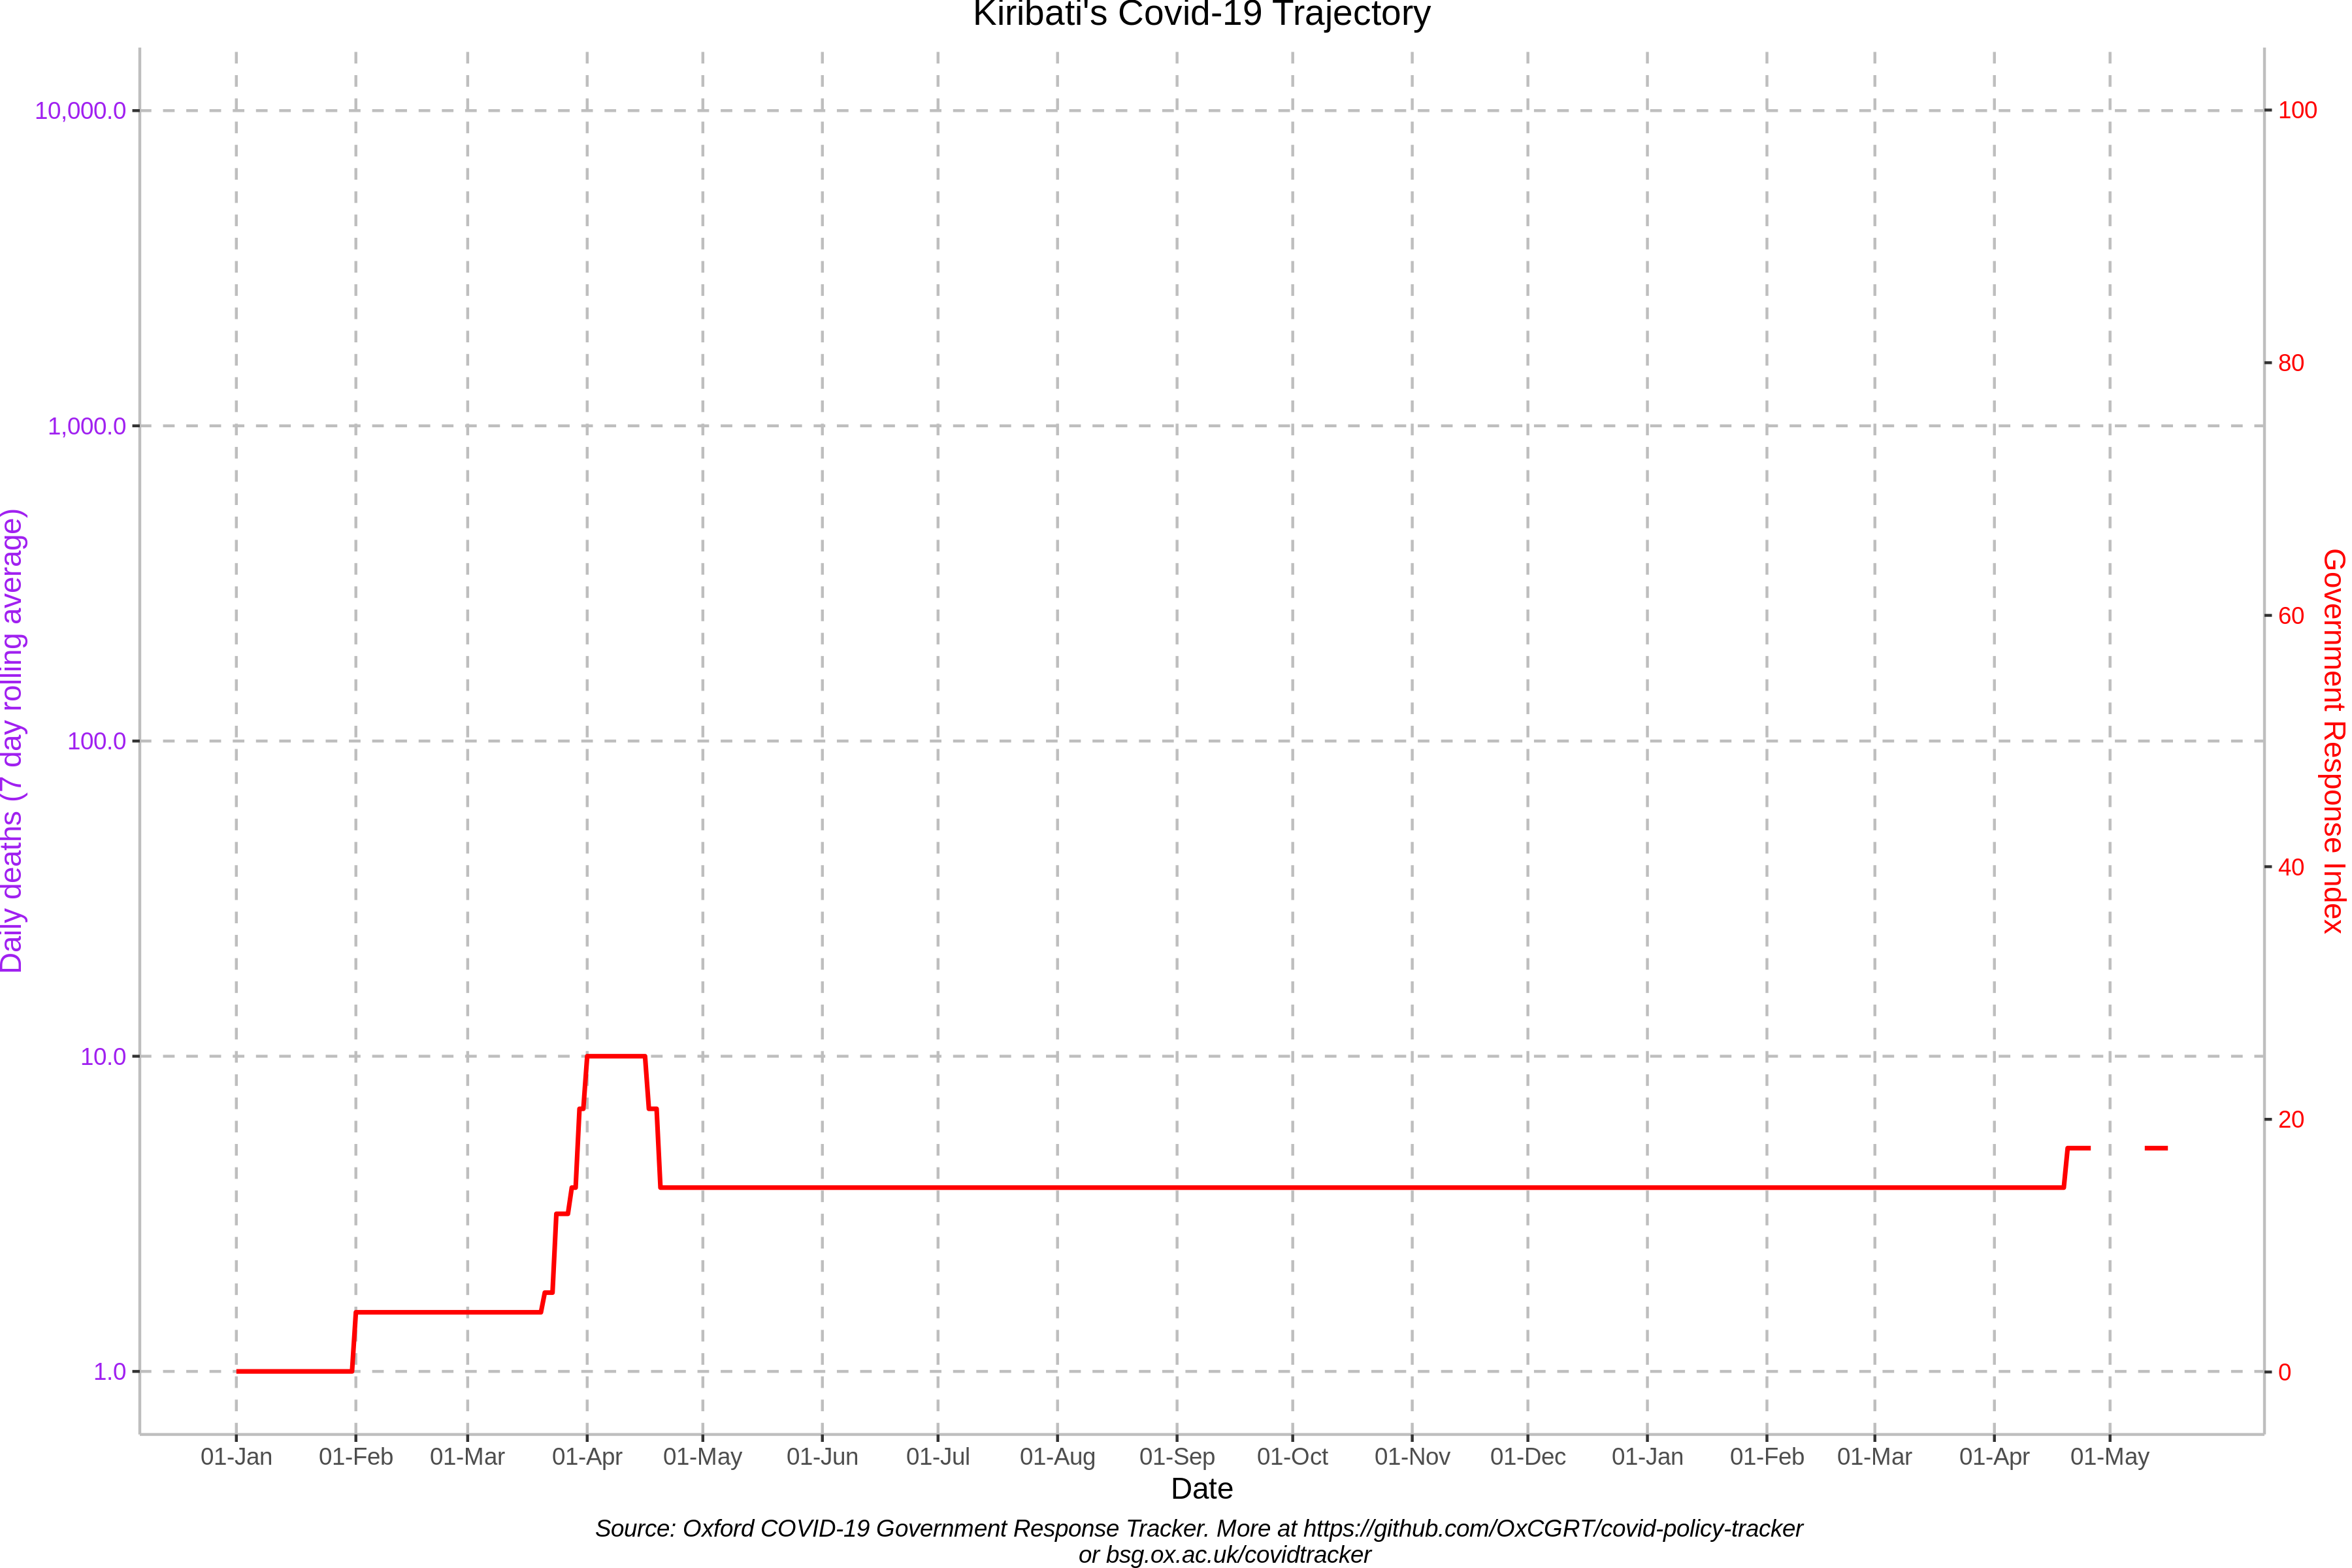 Kiribati's Covid-19 Trajectory
10,000.0
1,000.0
100.0
10.0
1.0
Daily deaths (7 day rolling average)
100
80
60
40
20
0
Government Response Index
01-Jan 01-Feb 01-Mar 01-Apr 01-May 01-Jun 01-Jul 01-Aug 01-Sep 01-Oct 01-Nov 01-Dec 01-Jan 01-Feb 01-Mar 01-Apr 01-May
Date
Source: Oxford COVID-19 Government Response Tracker. More at https://github.com/OxCGRT/covid-policy-tracker
or bsg.ox.ac.uk/covidtracker